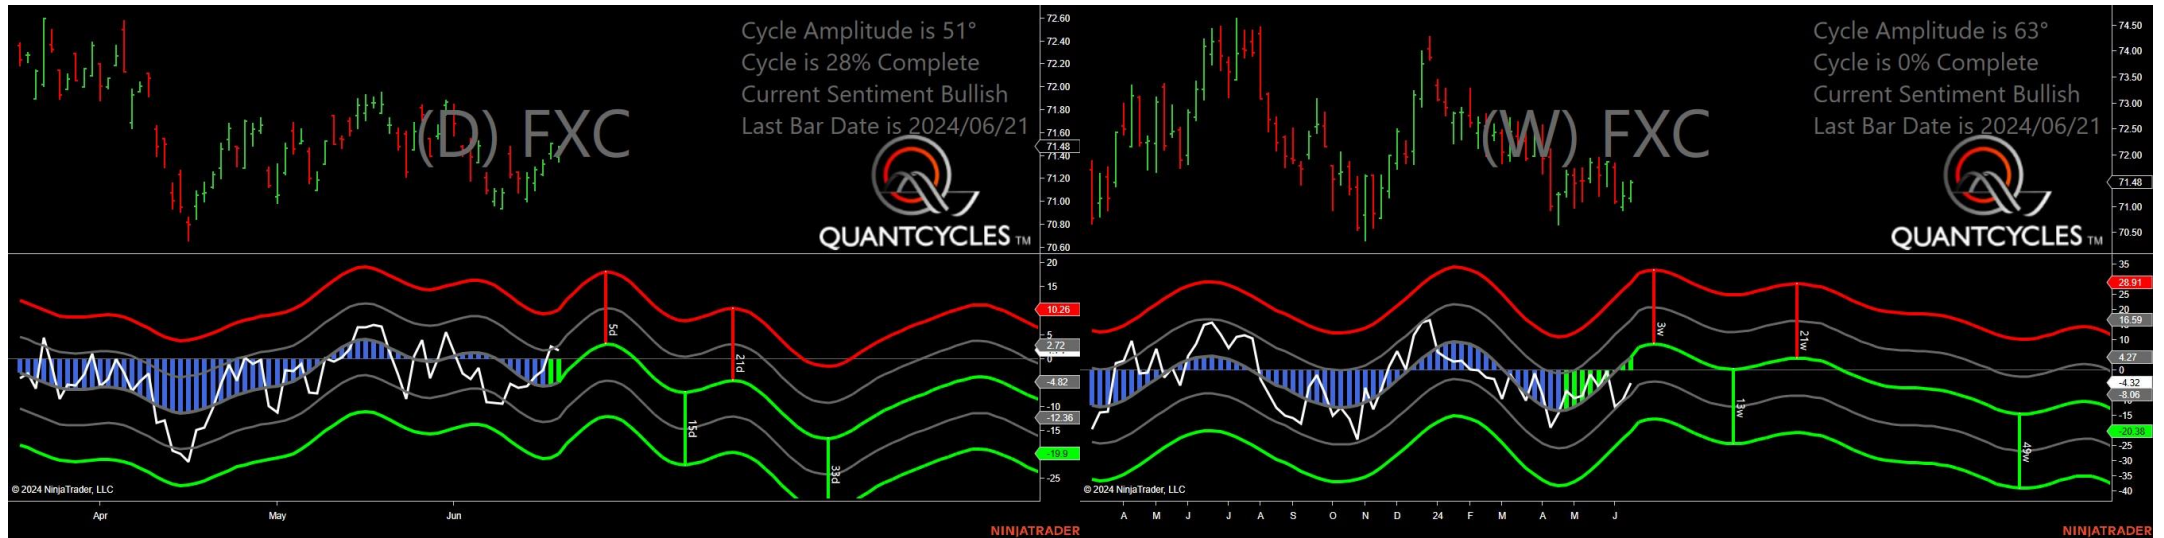 Cycle Amplitude is 51°
Cycle is 28% Complete
Current Sentiment Bullish
Last Bar Date is 2024/06/21
(D) FXC
QUANTCYCLES TM
72.60
72.40
72.20
72.00
71.80
71.60
71.48
71.40
71.20
71.00
70.80
70.60
20
15
10.26
5
2.72
0
-4.82
-10
-12.36
-15
-19.9
-25
5d
21d
15d
33d
© 2024 NinjaTrader, LLC
Apr May Jun
NINJATRADER
Cycle Amplitude is 63°
Cycle is 0% Complete
Current Sentiment Bullish
Last Bar Date is 2024/06/21
(W) FXC
QUANTCYCLES TM
74.50
74.00
73.50
73.00
72.50
72.00
71.48
71.00
70.50
35
28.91
25
20
16.59
10
4.27
0
-4.32
-8.06
-15
-20.38
-25
-30
-35
-40
3w
21w
13w
49w
© 2024 NinjaTrader, LLC
A M J J A S O N D 24 F M A M J
NINJATRADER